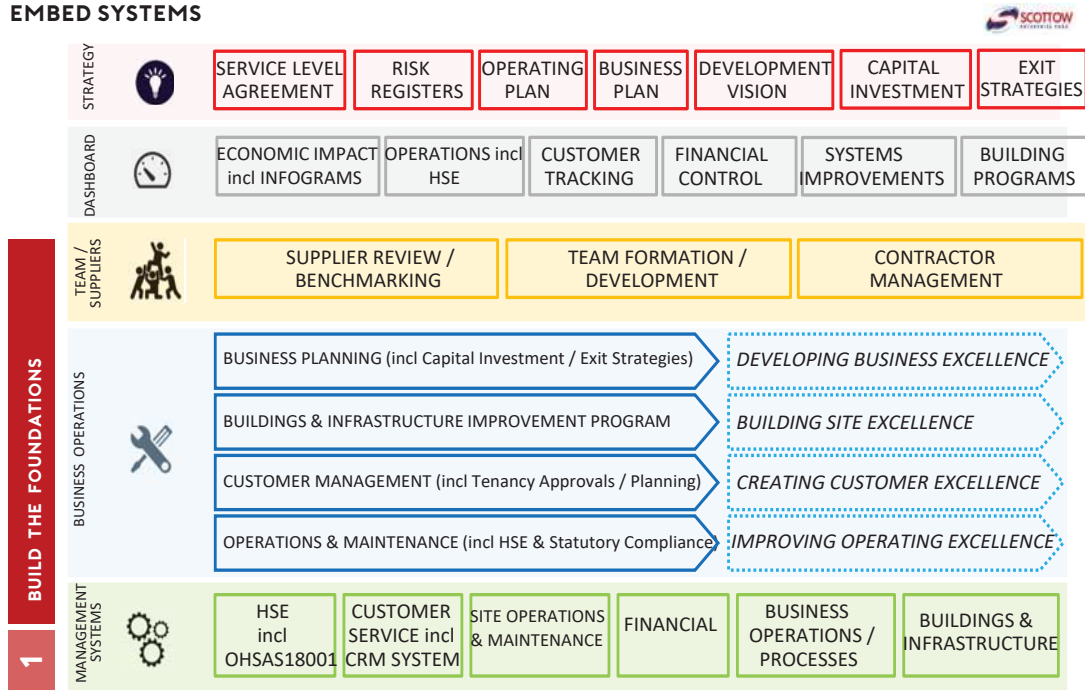 EMBED SYSTEMS
SCOTTOW
ENTERPRISE PARK
STRATEGY
SERVICE LEVEL
AGREEMENT
RISK
REGISTERS
OPERATING
PLAN
BUSINESS
PLAN
DEVELOPMENT
VISION
CAPITAL
INVESTMENT
EXIT
STRATEGIES
DASHBOARD
ECONOMIC IMPACT
incl INFOGRAMS
OPERATIONS incl
HSE
CUSTOMER
TRACKING
FINANCIAL
CONTROL
SYSTEMS
IMPROVEMENTS
BUILDING
PROGRAMS
TEAM /
SUPPLIERS
SUPPLIER REVIEW /
BENCHMARKING
TEAM FORMATION /
DEVELOPMENT
CONTRACTOR
MANAGEMENT
BUILD THE FOUNDATIONS
1
BUSINESS OPERATIONS
BUSINESS PLANNING (incl Capital Investment / Exit Strategies)
DEVELOPING BUSINESS EXCELLENCE
BUILDINGS & INFRASTRUCTURE IMPROVEMENT PROGRAM
BUILDING SITE EXCELLENCE
CUSTOMER MANAGEMENT (incl Tenancy Approvals / Planning)
CREATING CUSTOMER EXCELLENCE
OPERATIONS & MAINTENANCE (incl HSE & Statutory Compliance)
IMPROVING OPERATING EXCELLENCE
MANAGEMENT
SYSTEMS
HSE
incl
OHSAS18001
CUSTOMER
SERVICE incl
CRM SYSTEM
SITE OPERATIONS
& MAINTENANCE
FINANCIAL
BUSINESS
OPERATIONS /
PROCESSES
BUILDINGS &
INFRASTRUCTURE